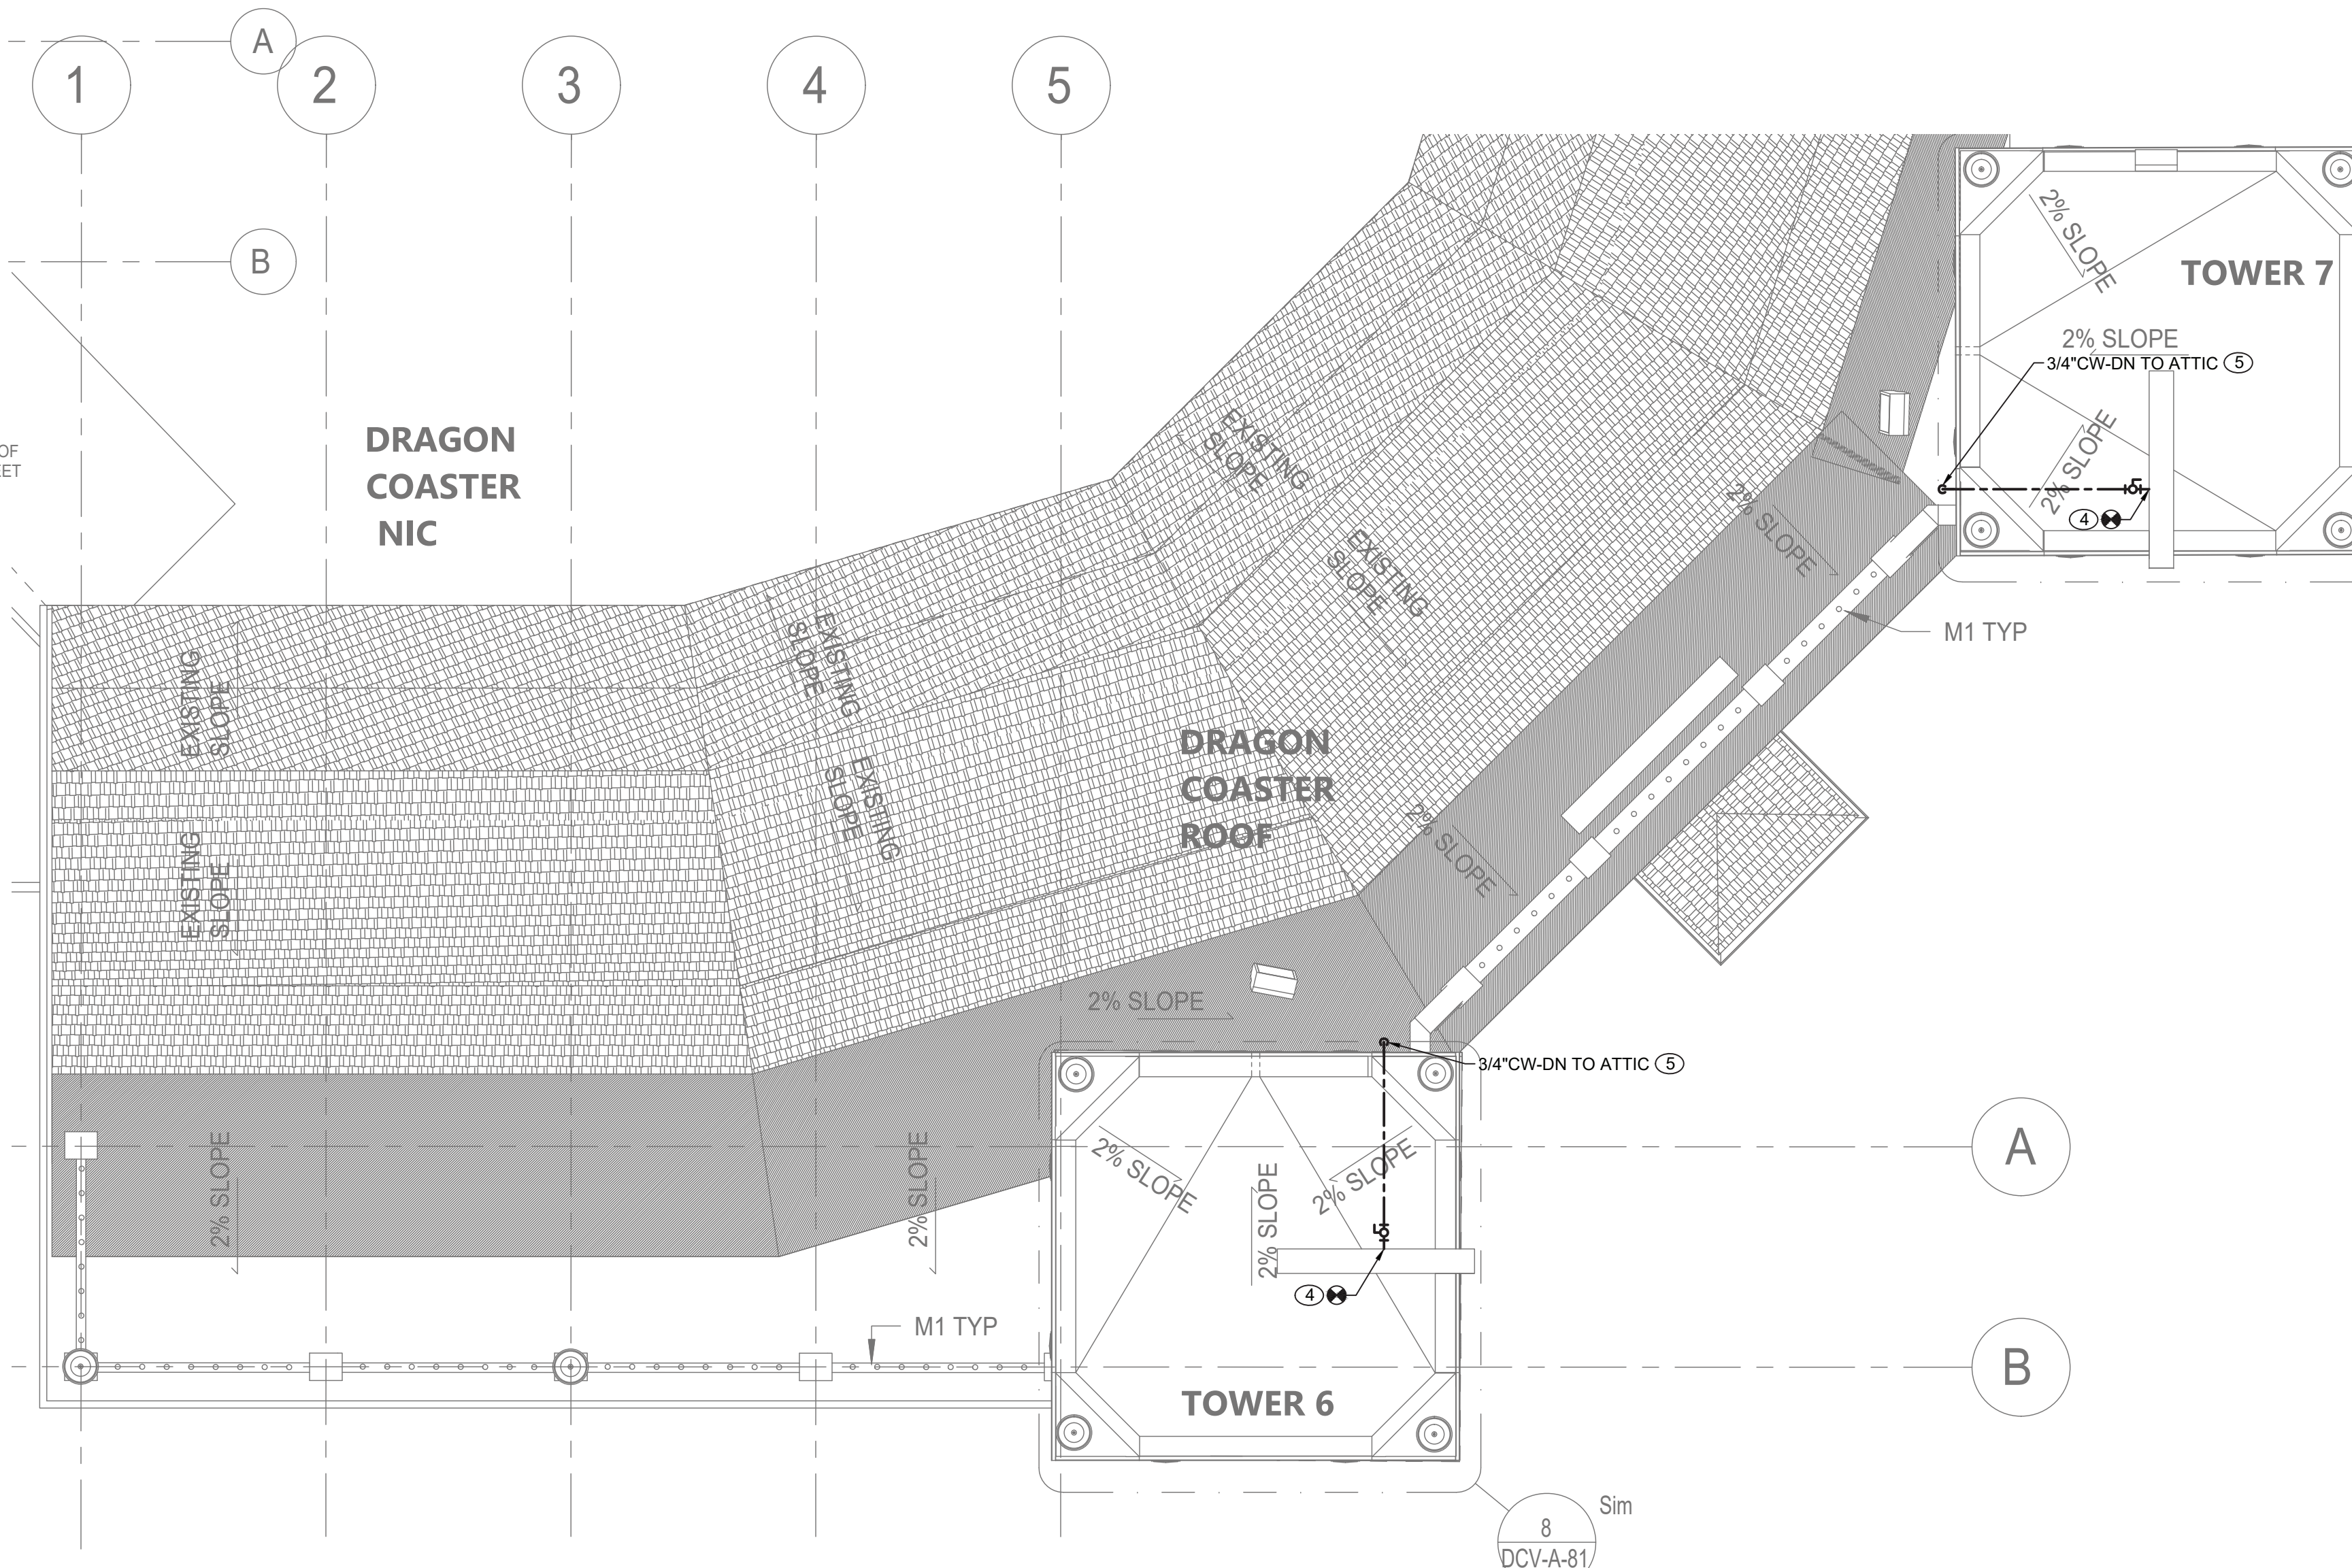 A
1
2
3
4
5
B
OF
EET
DRAGON
COASTER
NIC
2% SLOPE
TOWER 7
2% SLOPE
3/4"CW-DN TO ATTIC 5
2% SLOPE
4
M1 TYP
2% SLOPE
EXISTING
SLOPE
EXISTING
SLOPE
EXISTING
SLOPE
EXISTING
SLOPE
EXISTING
SLOPE
EXISTING
SLOPE
DRAGON
COASTER
ROOF
2% SLOPE
2% SLOPE
3/4"CW-DN TO ATTIC 5
2% SLOPE
2% SLOPE
2% SLOPE
2% SLOPE
2% SLOPE
A
4
M1 TYP
B
TOWER 6
Sim
8
DCV-A-81